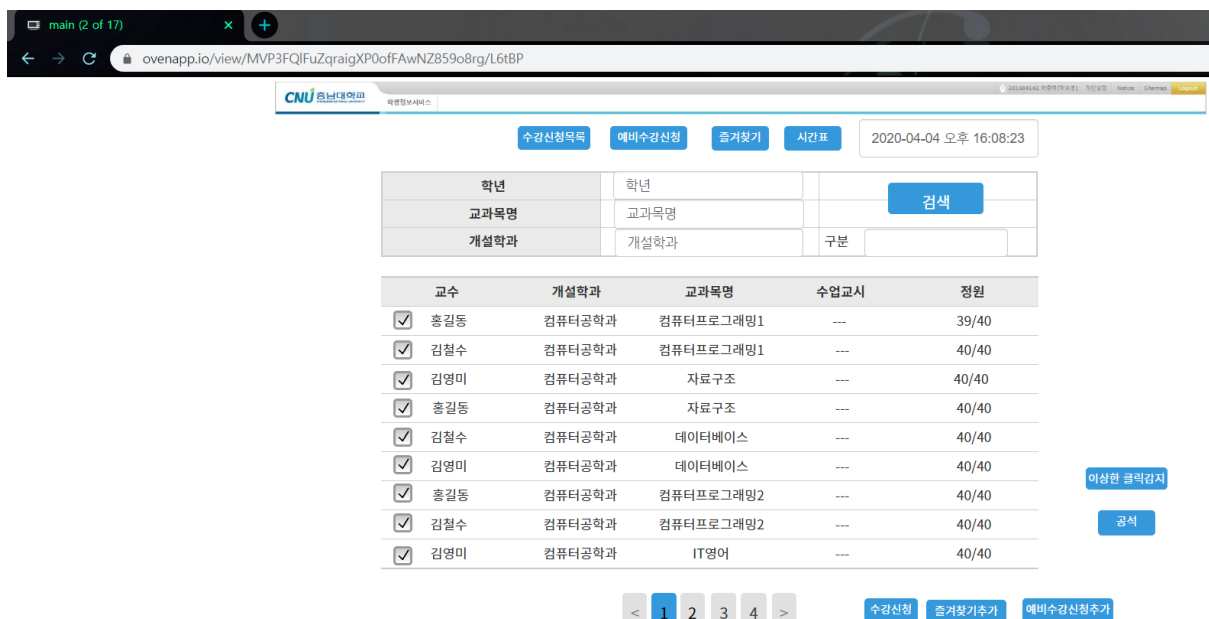 main (2 of 17)
ovenapp.io/view/MVP3FQlFuZqraigXP0ofFAwNZ859o8rg/L6tBP
CNU 충남대학교
학생정보서비스
개인설정 Notice Sitemap Logout
수강신청목록 예비수강신청 즐겨찾기 시간표 2020-04-04 오후 16:08:23
학년 학년
검색
교과목명 교과목명
개설학과 개설학과 구분
교수 개설학과 교과목명 수업교시 정원
홍길동 컴퓨터공학과 컴퓨터프로그래밍1 --- 39/40
김철수 컴퓨터공학과 컴퓨터프로그래밍1 --- 40/40
김영미 컴퓨터공학과 자료구조 --- 40/40
홍길동 컴퓨터공학과 자료구조 --- 40/40
김철수 컴퓨터공학과 데이터베이스 --- 40/40
김영미 컴퓨터공학과 데이터베이스 --- 40/40
이상한 클릭감지
홍길동 컴퓨터공학과 컴퓨터프로그래밍2 --- 40/40
김철수 컴퓨터공학과 컴퓨터프로그래밍2 --- 40/40
공석
김영미 컴퓨터공학과 IT영어 --- 40/40
< 1 2 3 4 >
수강신청 즐겨찾기추가 예비수강신청추가